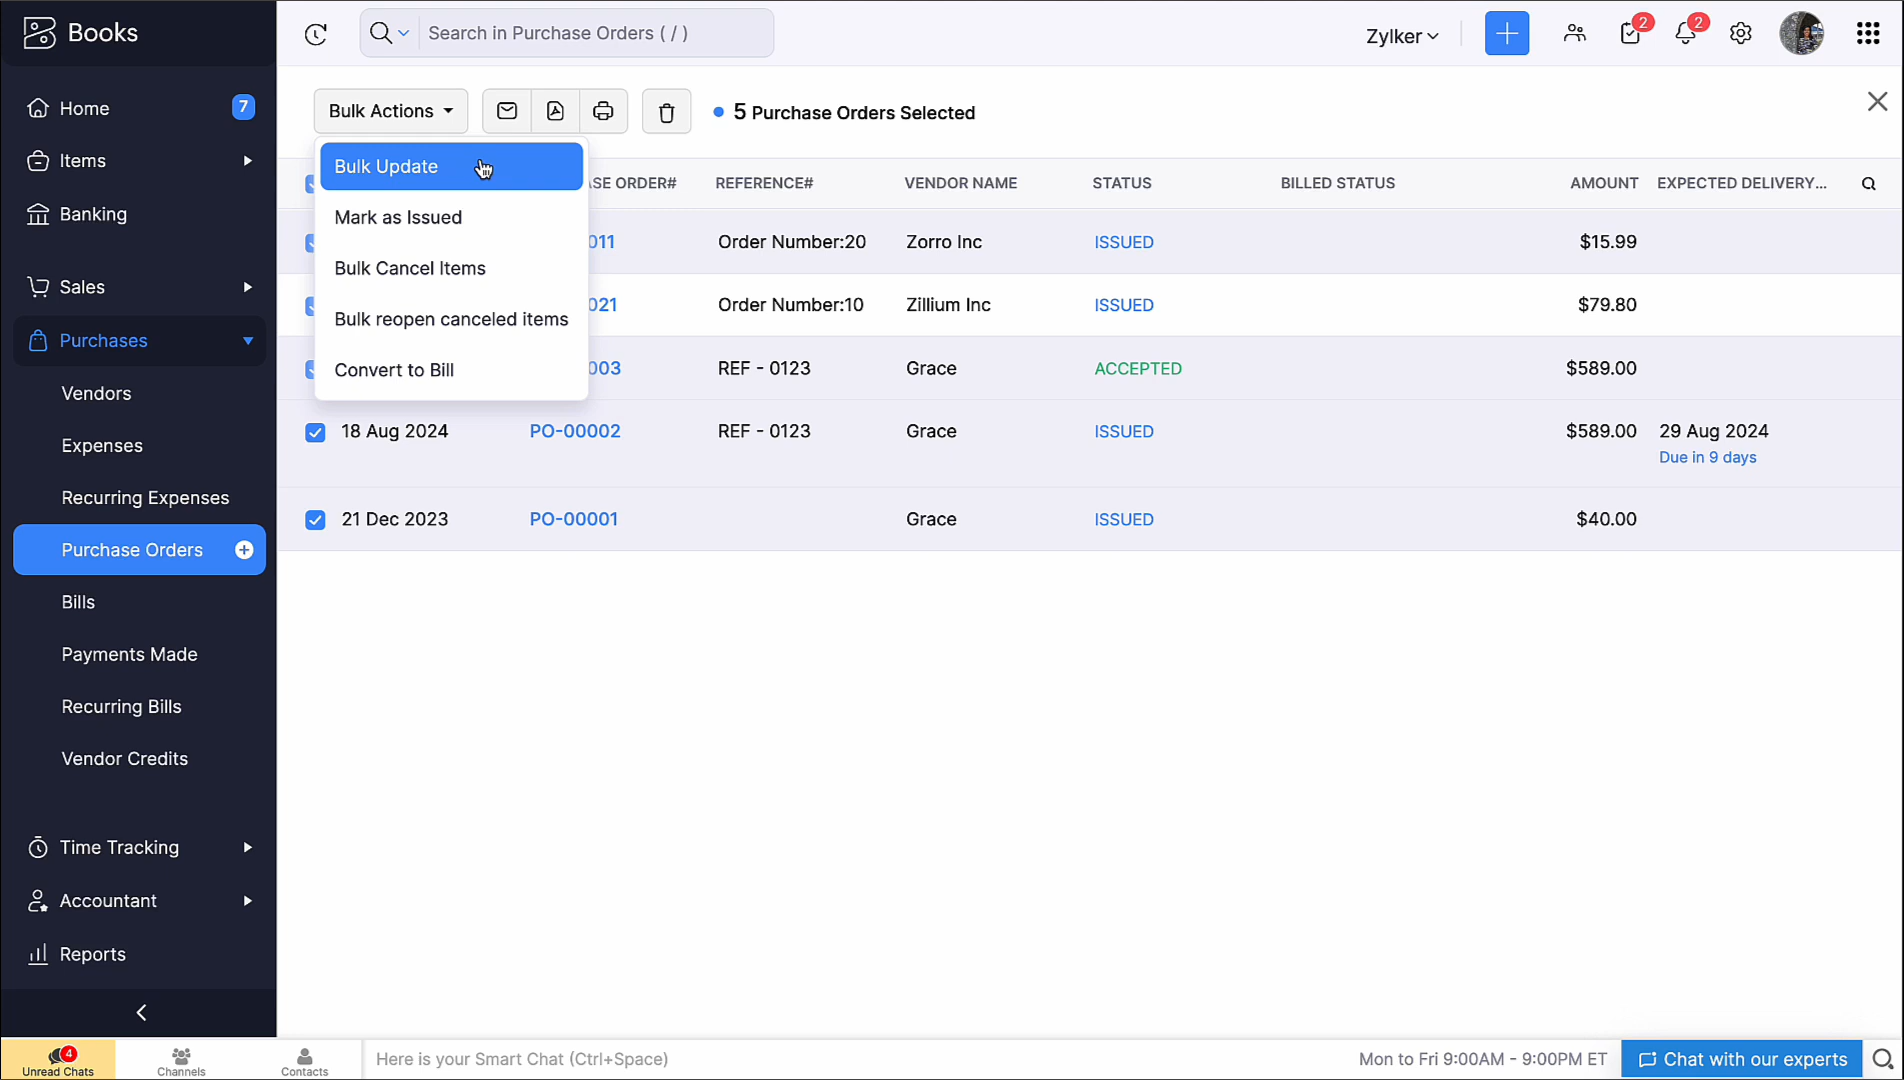 Books
Search in Purchase Orders ( / )
Zylker
2
2
Home
7
Items
Banking
Sales
Purchases
Vendors
Expenses
Recurring Expenses
Purchase Orders
Bills
Payments Made
Recurring Bills
Vendor Credits
Time Tracking
Accountant
Reports
Bulk Actions
5 Purchase Orders Selected
Bulk Update
Mark as Issued
Bulk Cancel Items
Bulk reopen canceled items
Convert to Bill
ORDER# REFERENCE# VENDOR NAME STATUS BILLED STATUS AMOUNT EXPECTED DELIVERY...
011 Order Number:20 Zorro Inc ISSUED $15.99
021 Order Number:10 Zillium Inc ISSUED $79.80
003 REF - 0123 Grace ACCEPTED $589.00
18 Aug 2024 PO-00002 REF - 0123 Grace ISSUED $589.00 29 Aug 2024
Due in 9 days
21 Dec 2023 PO-00001 Grace ISSUED $40.00
4
Unread Chats
Channels
Contacts
Here is your Smart Chat (Ctrl+Space)
Mon to Fri 9:00AM - 9:00PM ET
Chat with our experts